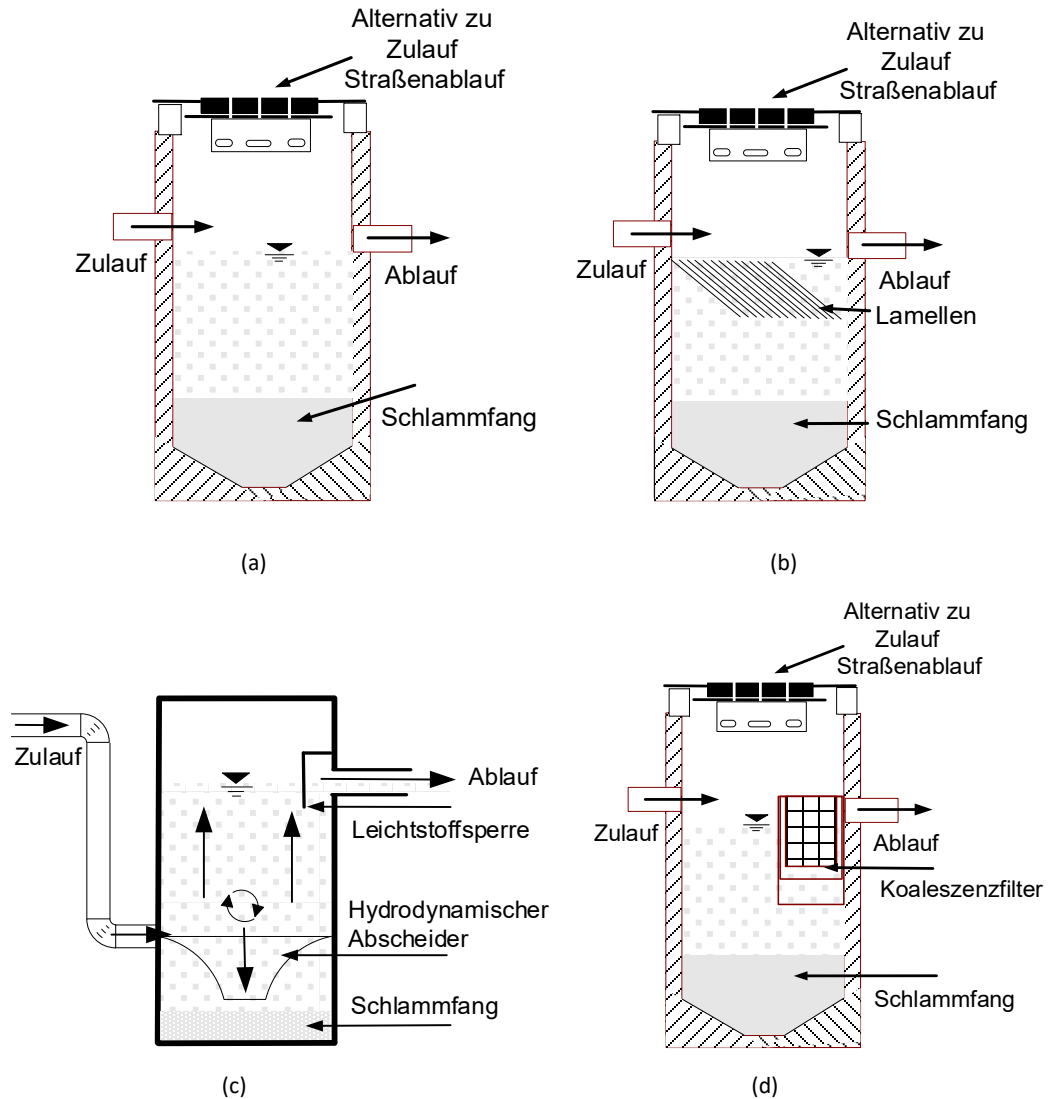 Alternativ zu
Zulauf
Straßenablauf
Zulauf
Ablauf
Schlammfang
(a)
Alternativ zu
Zulauf
Straßenablauf
Zulauf
Ablauf
Lamellen
Schlammfang
(b)
Zulauf
Ablauf
Leichtstoffsperre
Hydrodynamischer
Abscheider
Schlammfang
(c)
Alternativ zu
Zulauf
Straßenablauf
Zulauf
Ablauf
Koaleszenzfilter
Schlammfang
(d)